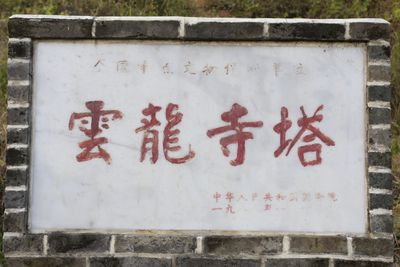 全国重点文物保护单位
雲龍寺塔
中华人民共和国国务院